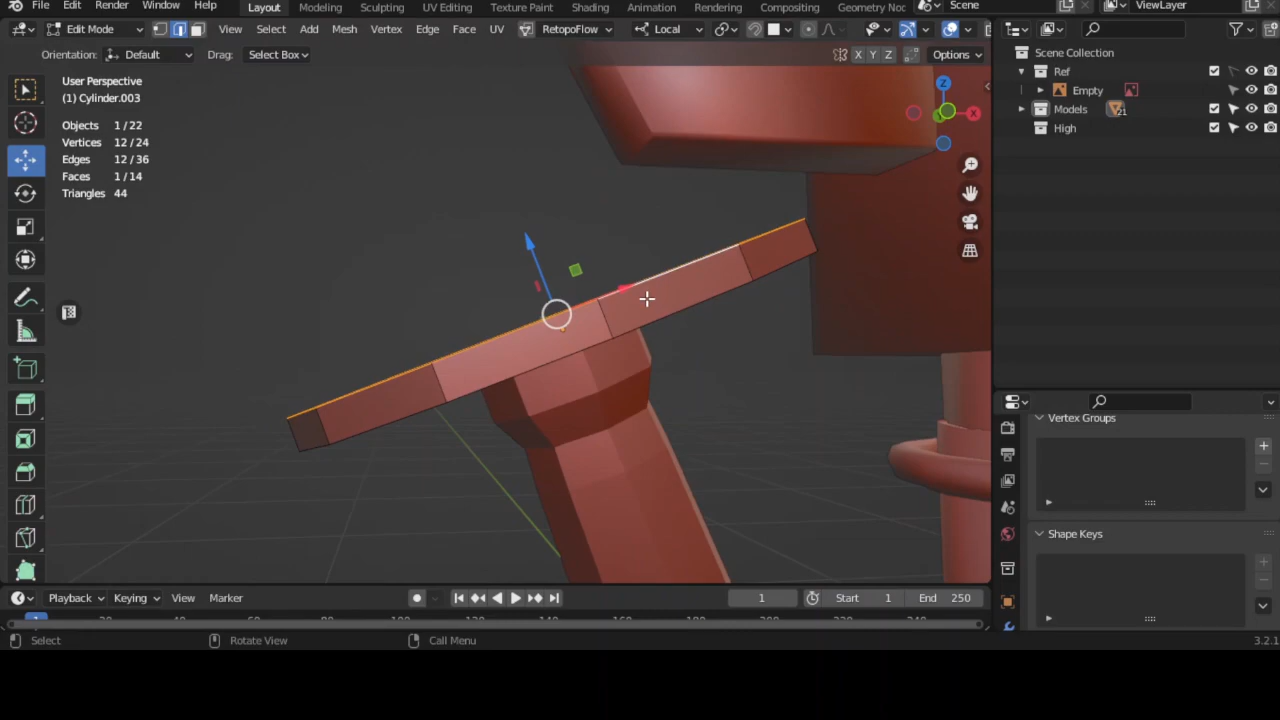 File Edit Render Window Help Layout Modeling Sculpting UV Editing Texture Paint Shading Animation Rendering Compositing Geometry Noc Scene ViewLayer
Edit Mode View Select Add Mesh Vertex Edge Face UV RetopoFlow Local
Orientation: Default Drag: Select Box X Y Z Options
User Perspective
(1) Cylinder.003
Objects 1 / 22
Vertices 12 / 24
Edges 12 / 36
Faces 1 / 14
Triangles 44
Z
X
Scene Collection
Ref
Empty
Models 21
High
Vertex Groups
Shape Keys
Playback Keying View Marker 1 Start 1 End 250
1 20
Select Rotate View Call Menu 3.2.1